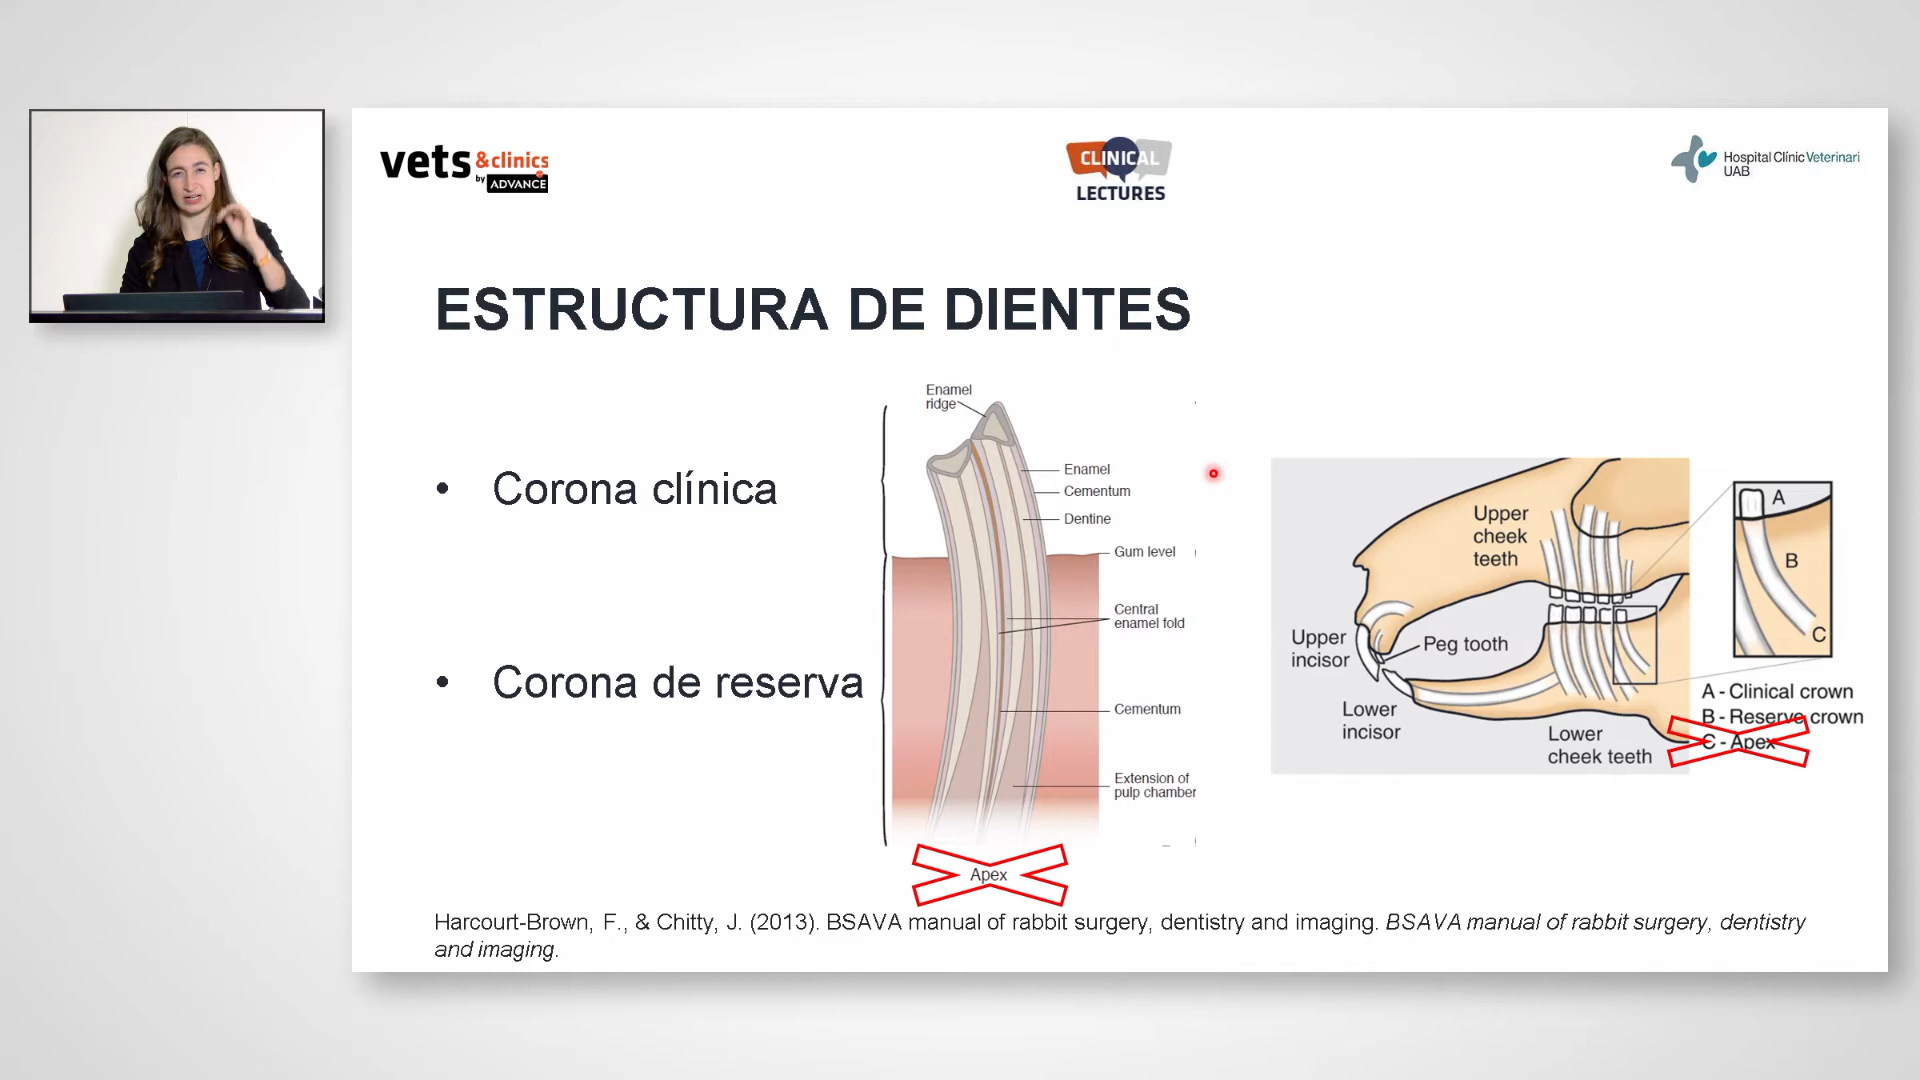 vets &clinics
by ADVANCE
CLINICAL
LECTURES
Hospital Clínic Veterinari
UAB
ESTRUCTURA DE DIENTES
• Corona clínica
• Corona de reserva
Enamel
ridge
Enamel
Cementum
Dentine
Gum level
Central
enamel fold
Cementum
Extension of
pulp chamber
Apex
Upper
cheek
teeth
Upper
incisor
Peg tooth
Lower
incisor
Lower
cheek teeth
A
B
C
A - Clinical crown
B - Reserve crown
C - Apex
Harcourt-Brown, F., & Chitty, J. (2013). BSAVA manual of rabbit surgery, dentistry and imaging. BSAVA manual of rabbit surgery, dentistry
and imaging.